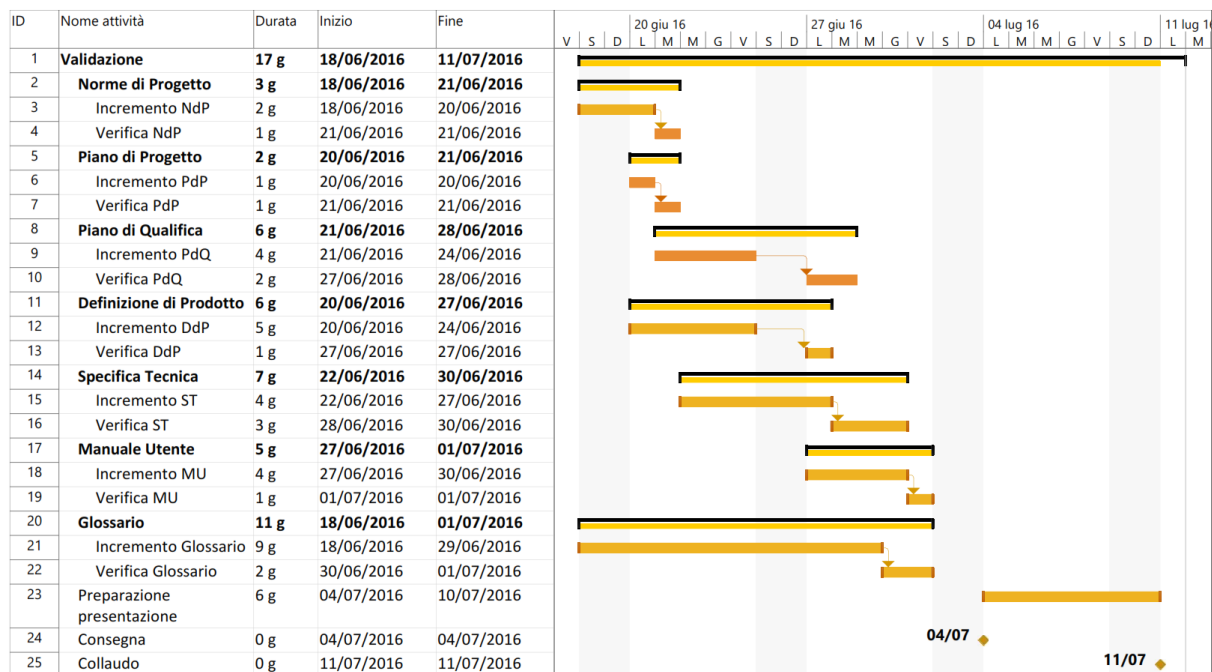 ID Nome attività Durata Inizio Fine 20 giu 16 27 giu 16 04 lug 16 11 lug
V S D L M M G V S D L M M G V S D L M M G V S D L M
1 Validazione 17 g 18/06/2016 11/07/2016
2 Norme di Progetto 3 g 18/06/2016 21/06/2016
3 Incremento NdP 2 g 18/06/2016 20/06/2016
4 Verifica NdP 1 g 21/06/2016 21/06/2016
5 Piano di Progetto 2 g 20/06/2016 21/06/2016
6 Incremento PdP 1 g 20/06/2016 20/06/2016
7 Verifica PdP 1 g 21/06/2016 21/06/2016
8 Piano di Qualifica 6 g 21/06/2016 28/06/2016
9 Incremento PdQ 4 g 21/06/2016 24/06/2016
10 Verifica PdQ 2 g 27/06/2016 28/06/2016
11 Definizione di Prodotto 6 g 20/06/2016 27/06/2016
12 Incremento DdP 5 g 20/06/2016 24/06/2016
13 Verifica DdP 1 g 27/06/2016 27/06/2016
14 Specifica Tecnica 7 g 22/06/2016 30/06/2016
15 Incremento ST 4 g 22/06/2016 27/06/2016
16 Verifica ST 3 g 28/06/2016 30/06/2016
17 Manuale Utente 5 g 27/06/2016 01/07/2016
18 Incremento MU 4 g 27/06/2016 30/06/2016
19 Verifica MU 1 g 01/07/2016 01/07/2016
20 Glossario 11 g 18/06/2016 01/07/2016
21 Incremento Glossario 9 g 18/06/2016 29/06/2016
22 Verifica Glossario 2 g 30/06/2016 01/07/2016
23 Preparazione 6 g 04/07/2016 10/07/2016
presentazione
24 Consegna 0 g 04/07/2016 04/07/2016 04/07
25 Collaudo 0 g 11/07/2016 11/07/2016 11/07